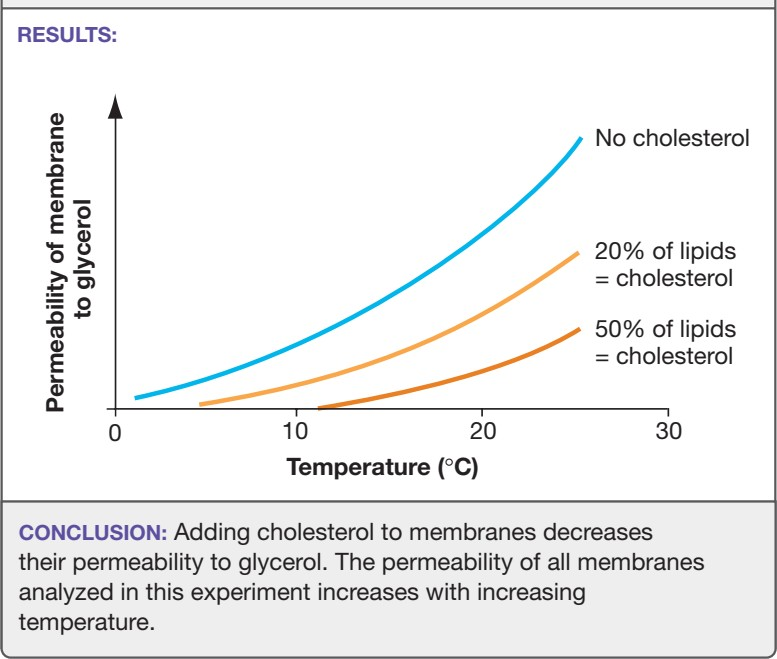 RESULTS:
Permeability of membrane
to glycerol
No cholesterol
20% of lipids
= cholesterol
50% of lipids
= cholesterol
0 10 20 30
Temperature (°C)
CONCLUSION: Adding cholesterol to membranes decreases
their permeability to glycerol. The permeability of all membranes
analyzed in this experiment increases with increasing
temperature.